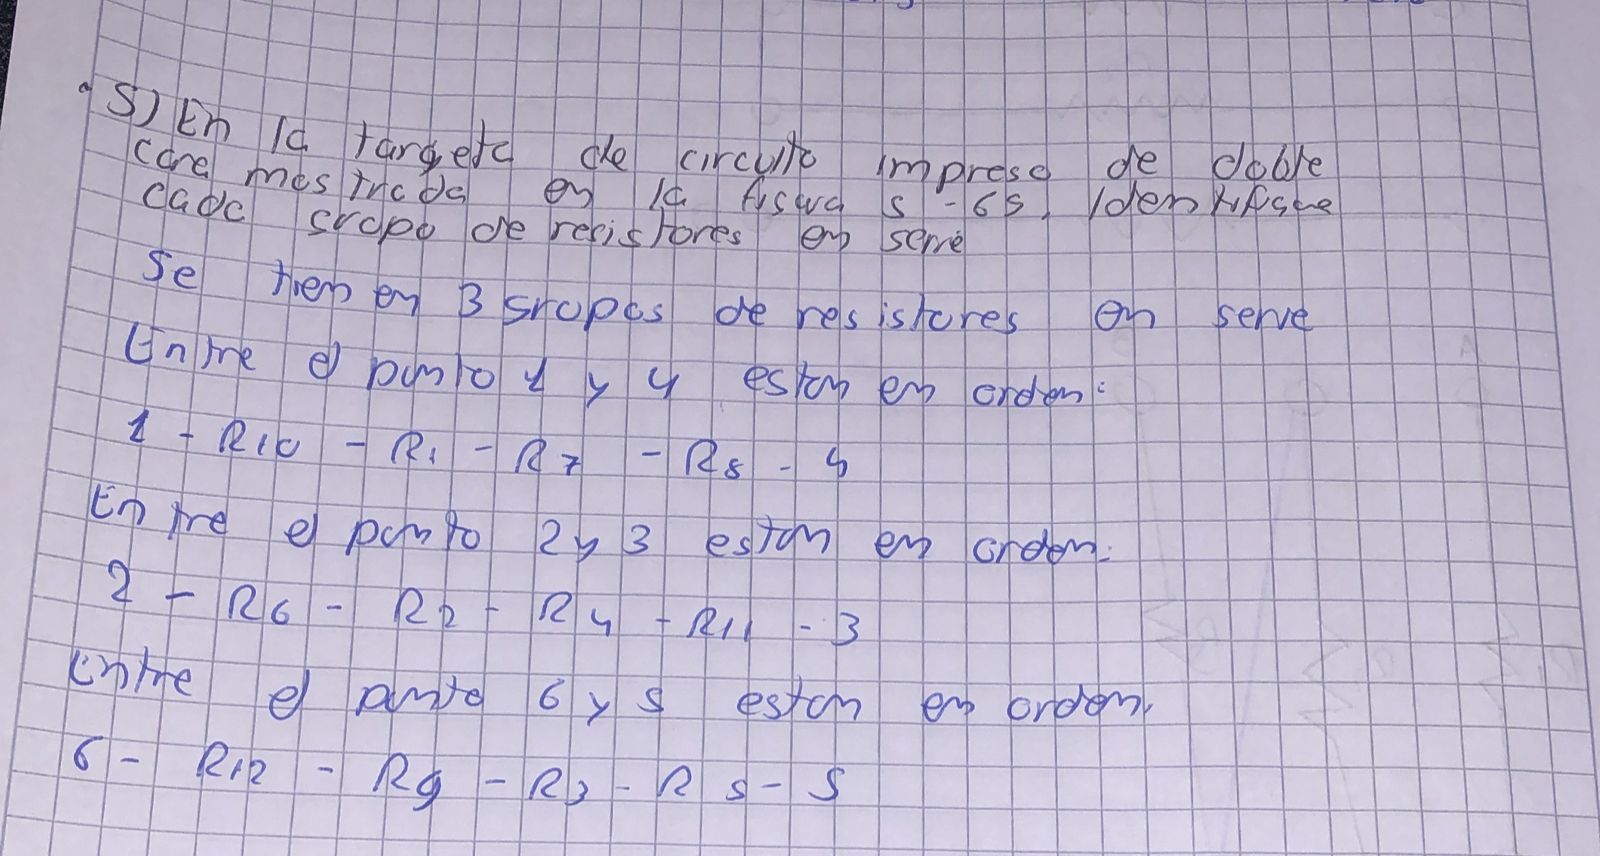 5) En la targeta de circuito impreso de doble
cara mostrada en la figura 5-65. Identifique
cada grupo de resistores en serie
Se tienen en 3 grupos de resistores en serie
Entre el punto 1 y 4 estan en orden:
1 - R10 - R1 - R7 - R8 - 4
Entre el punto 2 y 3 estan en orden:
2 - R6 - R2 - R4 - R11 - 3
Entre el punto 6 y 5 estan en orden.
6 - R12 - R9 - R3 - R5 - 5